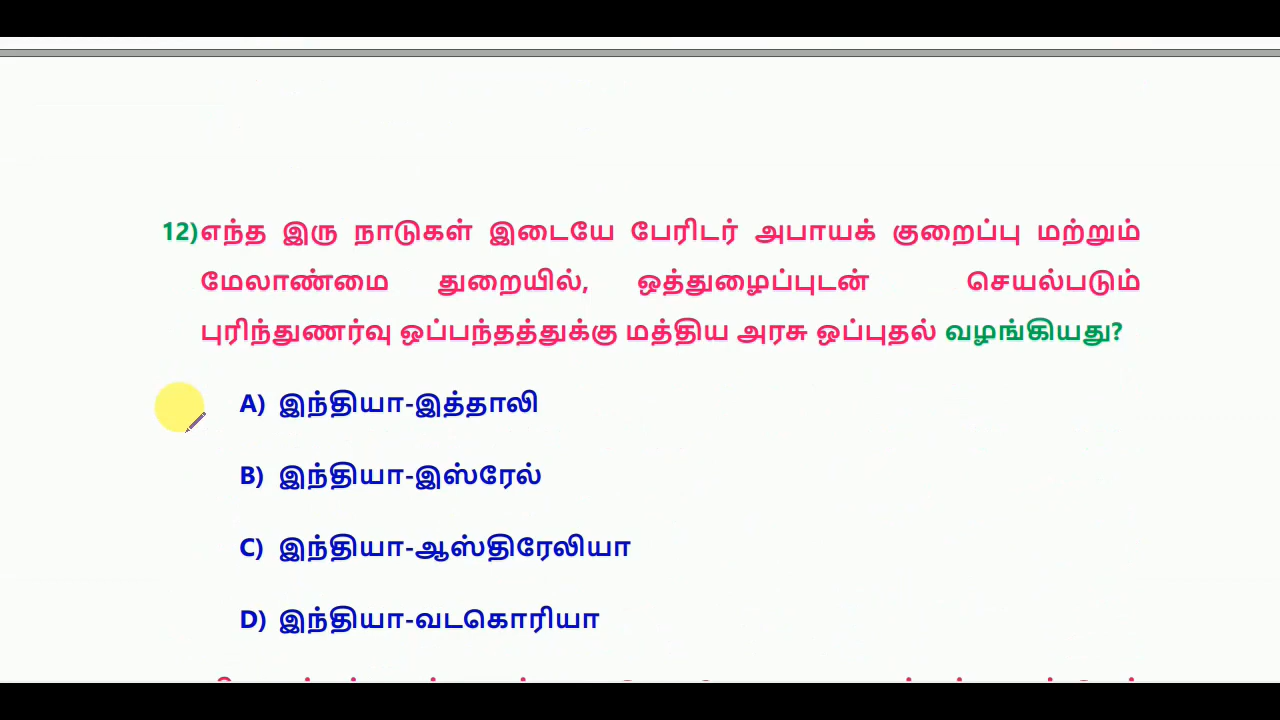 12)எந்த இரு நாடுகள் இடையே பேரிடர் அபாயக் குறைப்பு மற்றும்
மேலாண்மை துறையில், ஒத்துழைப்புடன் செயல்படும்
புரிந்துணர்வு ஒப்பந்தத்துக்கு மத்திய அரசு ஒப்புதல் வழங்கியது?
A) இந்தியா-இத்தாலி
B) இந்தியா-இஸ்ரேல்
C) இந்தியா-ஆஸ்திரேலியா
D) இந்தியா-வடகொரியா